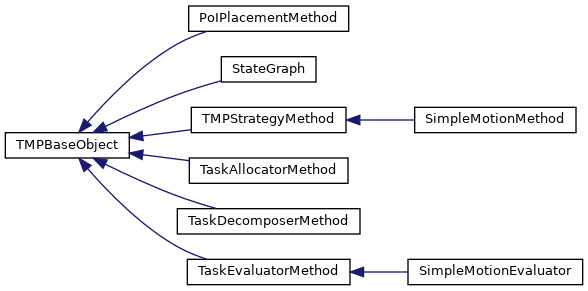 PoIPlacementMethod
StateGraph
TMPStrategyMethod
SimpleMotionMethod
TMPBaseObject
TaskAllocatorMethod
TaskDecomposerMethod
TaskEvaluatorMethod
SimpleMotionEvaluator